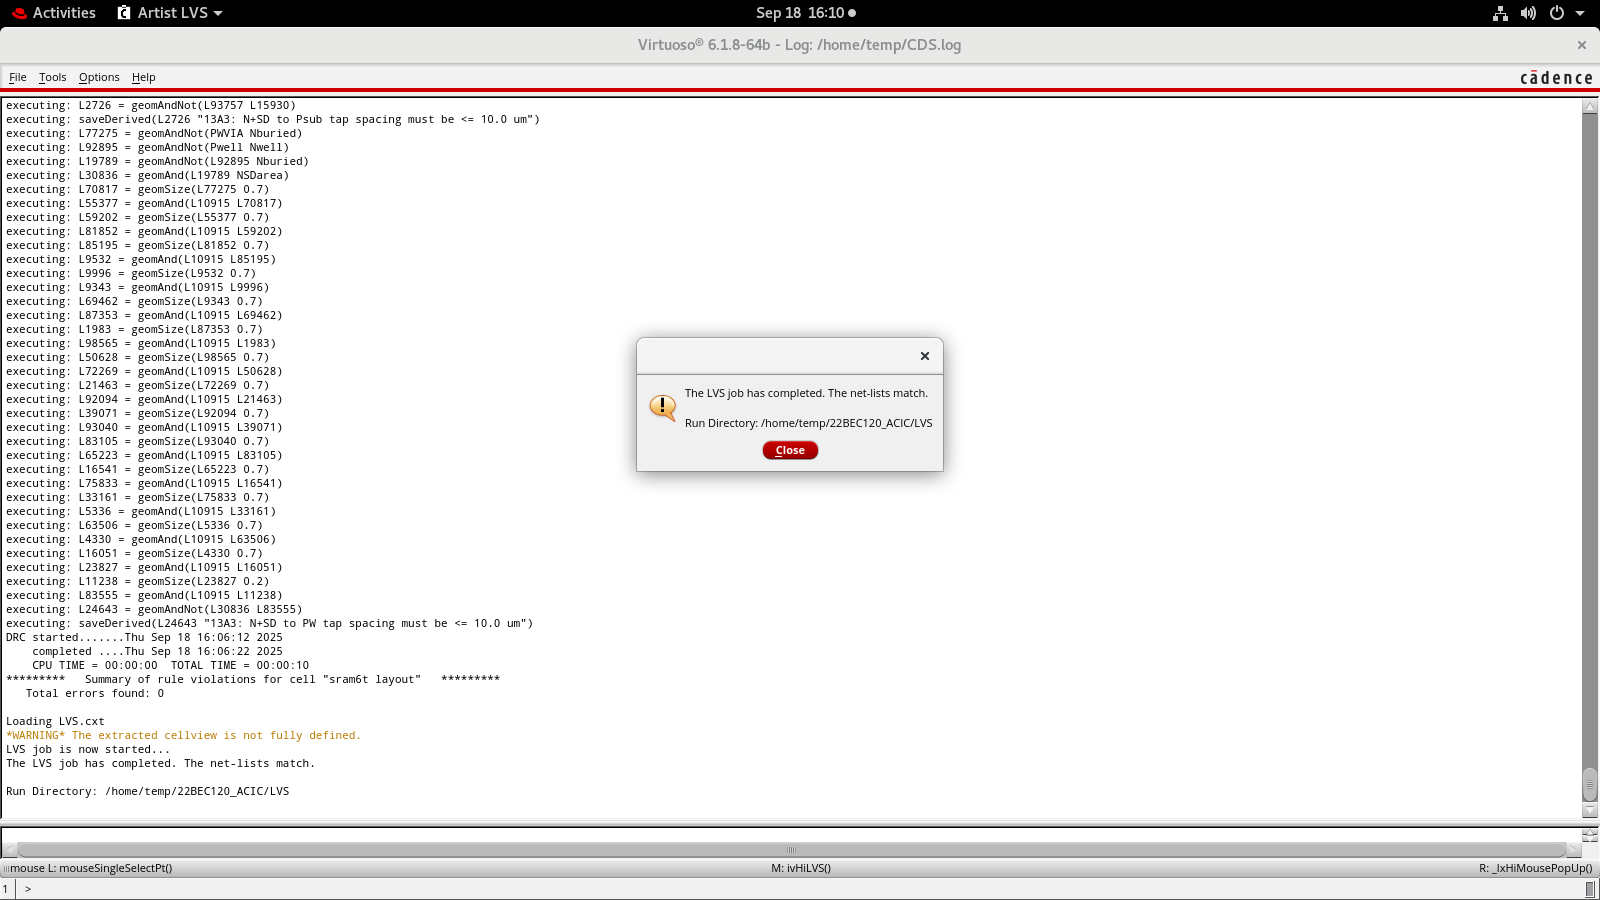 Activities
Artist LVS
Sep 18 16:10
Virtuoso® 6.1.8-64b - Log: /home/temp/CDS.log
File Tools Options Help
cādence
executing: L2726 = geomAndNot(L93757 L15930)
executing: saveDerived(L2726 "13A3: N+SD to Psub tap spacing must be <= 10.0 um")
executing: L77275 = geomAndNot(PWVIA Nburied)
executing: L92895 = geomAndNot(Pwell Nwell)
executing: L19789 = geomAndNot(L92895 Nburied)
executing: L30836 = geomAnd(L19789 NSDarea)
executing: L70817 = geomSize(L77275 0.7)
executing: L55377 = geomAnd(L10915 L70817)
executing: L59202 = geomSize(L55377 0.7)
executing: L81852 = geomAnd(L10915 L59202)
executing: L85195 = geomSize(L81852 0.7)
executing: L9532 = geomAnd(L10915 L85195)
executing: L9996 = geomSize(L9532 0.7)
executing: L9343 = geomAnd(L10915 L9996)
executing: L69462 = geomSize(L9343 0.7)
executing: L87353 = geomAnd(L10915 L69462)
executing: L1983 = geomSize(L87353 0.7)
executing: L98565 = geomAnd(L10915 L1983)
executing: L50628 = geomSize(L98565 0.7)
executing: L72269 = geomAnd(L10915 L50628)
executing: L21463 = geomSize(L72269 0.7)
executing: L92094 = geomAnd(L10915 L21463)
executing: L39071 = geomSize(L92094 0.7)
executing: L93040 = geomAnd(L10915 L39071)
executing: L83105 = geomSize(L93040 0.7)
executing: L65223 = geomAnd(L10915 L83105)
executing: L16541 = geomSize(L65223 0.7)
executing: L75833 = geomAnd(L10915 L16541)
executing: L33161 = geomSize(L75833 0.7)
executing: L5336 = geomAnd(L10915 L33161)
executing: L63506 = geomSize(L5336 0.7)
executing: L4330 = geomAnd(L10915 L63506)
executing: L16051 = geomSize(L4330 0.7)
executing: L23827 = geomAnd(L10915 L16051)
executing: L11238 = geomSize(L23827 0.2)
executing: L83555 = geomAnd(L10915 L11238)
executing: L24643 = geomAndNot(L30836 L83555)
executing: saveDerived(L24643 "13A3: N+SD to PW tap spacing must be <= 10.0 um")
DRC started.......Thu Sep 18 16:06:12 2025
completed ....Thu Sep 18 16:06:22 2025
CPU TIME = 00:00:00 TOTAL TIME = 00:00:10
********* Summary of rule violations for cell "sram6t layout" *********
Total errors found: 0
Loading LVS.cxt
*WARNING* The extracted cellview is not fully defined.
LVS job is now started...
The LVS job has completed. The net-lists match.
Run Directory: /home/temp/22BEC120_ACIC/LVS
The LVS job has completed. The net-lists match.
Run Directory: /home/temp/22BEC120_ACIC/LVS
Close
mouse L: mouseSingleSelectPt()
M: ivHiLVS()
R: _lxHiMousePopUp()
1 >